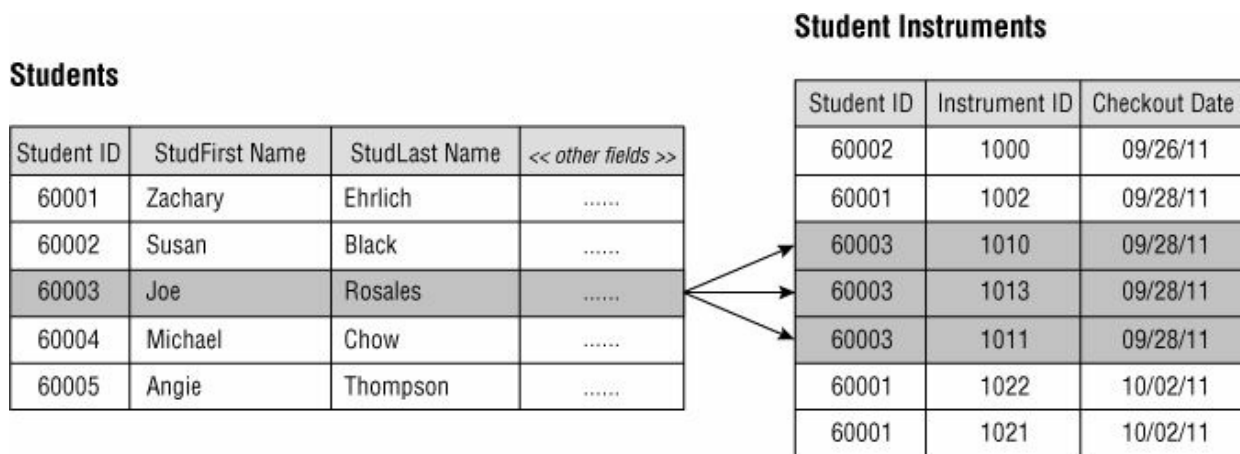 Student Instruments
Students
Student ID Instrument ID Checkout Date
60002 1000 09/26/11
60001 1002 09/28/11
60003 1010 09/28/11
60003 1013 09/28/11
60003 1011 09/28/11
60001 1022 10/02/11
60001 1021 10/02/11
Student ID StudFirst Name StudLast Name << other fields >>
60001 Zachary Ehrlich ......
60002 Susan Black ......
60003 Joe Rosales ......
60004 Michael Chow ......
60005 Angie Thompson ......